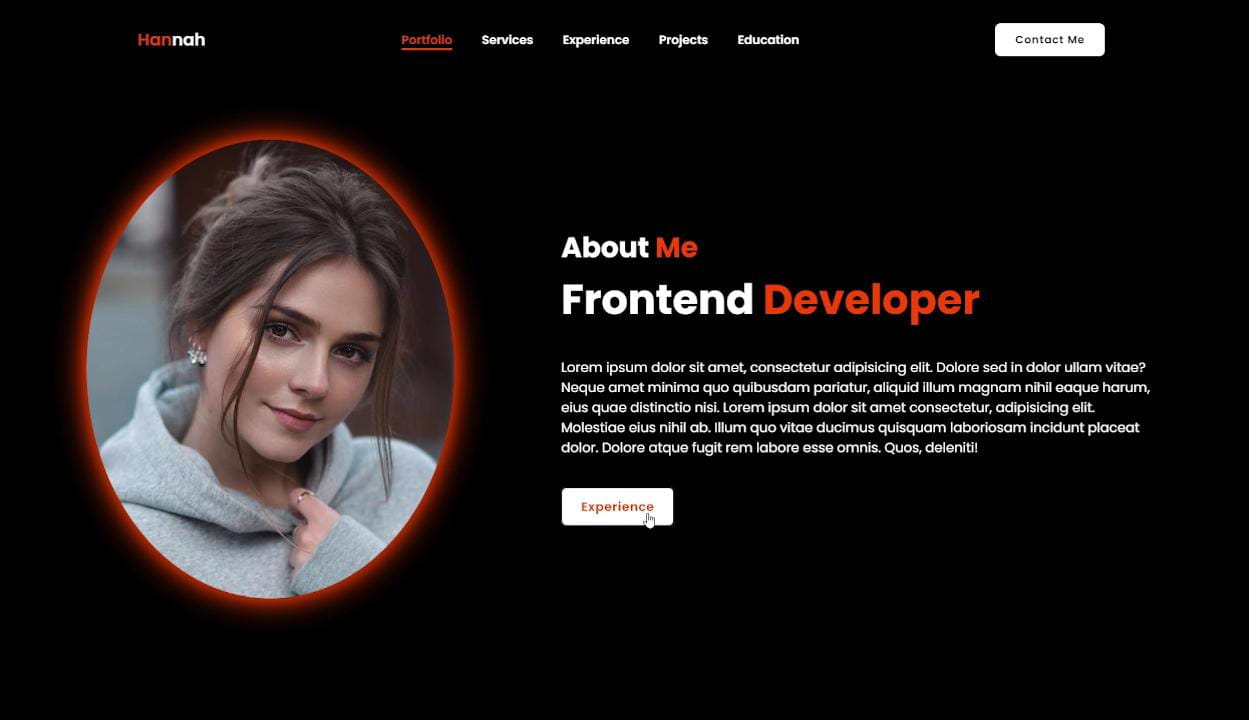 Hannah
Portfolio Services Experience Projects Education
Contact Me
About Me
Frontend Developer
Lorem ipsum dolor sit amet, consectetur adipisicing elit. Dolore sed in dolor ullam vitae?
Neque amet minima quo quibusdam pariatur, aliquid illum magnam nihil eaque harum,
eius quae distinctio nisi. Lorem ipsum dolor sit amet consectetur, adipisicing elit.
Molestiae eius nihil ab. Illum quo vitae ducimus quisquam laboriosam incidunt placeat
dolor. Dolore atque fugit rem labore esse omnis. Quos, deleniti!
Experience